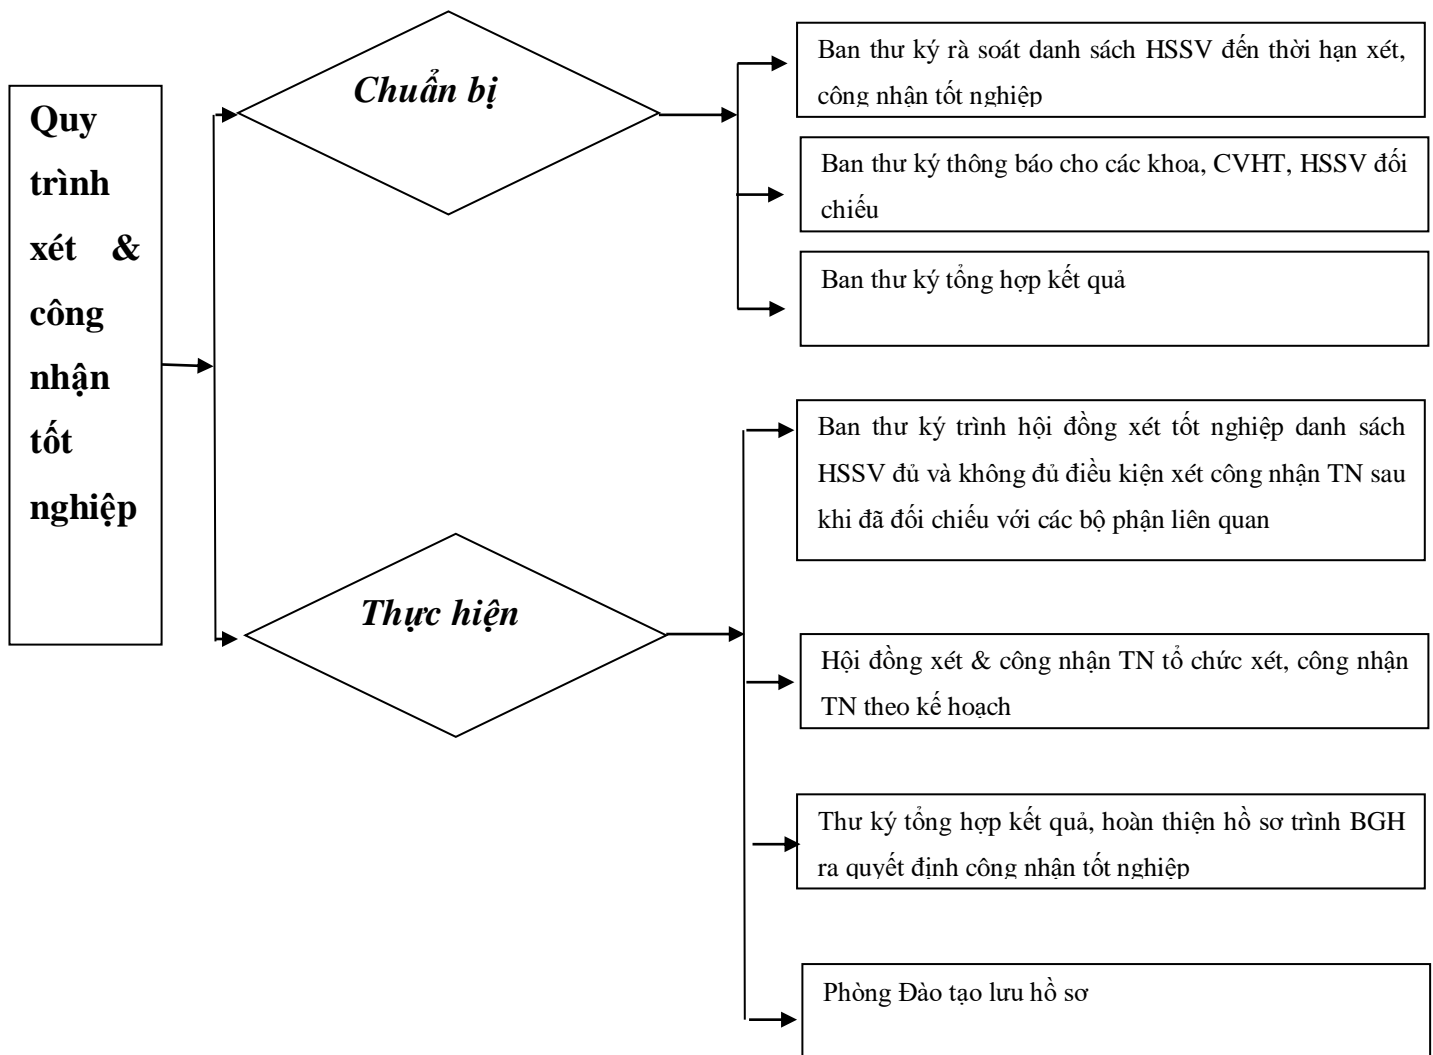 Quy
trình
xét &
công
nhận
tốt
nghiệp
Chuẩn bị
Ban thư ký rà soát danh sách HSSV đến thời hạn xét,
công nhận tốt nghiệp
Ban thư ký thông báo cho các khoa, CVHT, HSSV đối
chiếu
Ban thư ký tổng hợp kết quả
Thực hiện
Ban thư ký trình hội đồng xét tốt nghiệp danh sách
HSSV đủ và không đủ điều kiện xét công nhận TN sau
khi đã đối chiếu với các bộ phận liên quan
Hội đồng xét & công nhận TN tổ chức xét, công nhận
TN theo kế hoạch
Thư ký tổng hợp kết quả, hoàn thiện hồ sơ trình BGH
ra quyết định công nhận tốt nghiệp
Phòng Đào tạo lưu hồ sơ